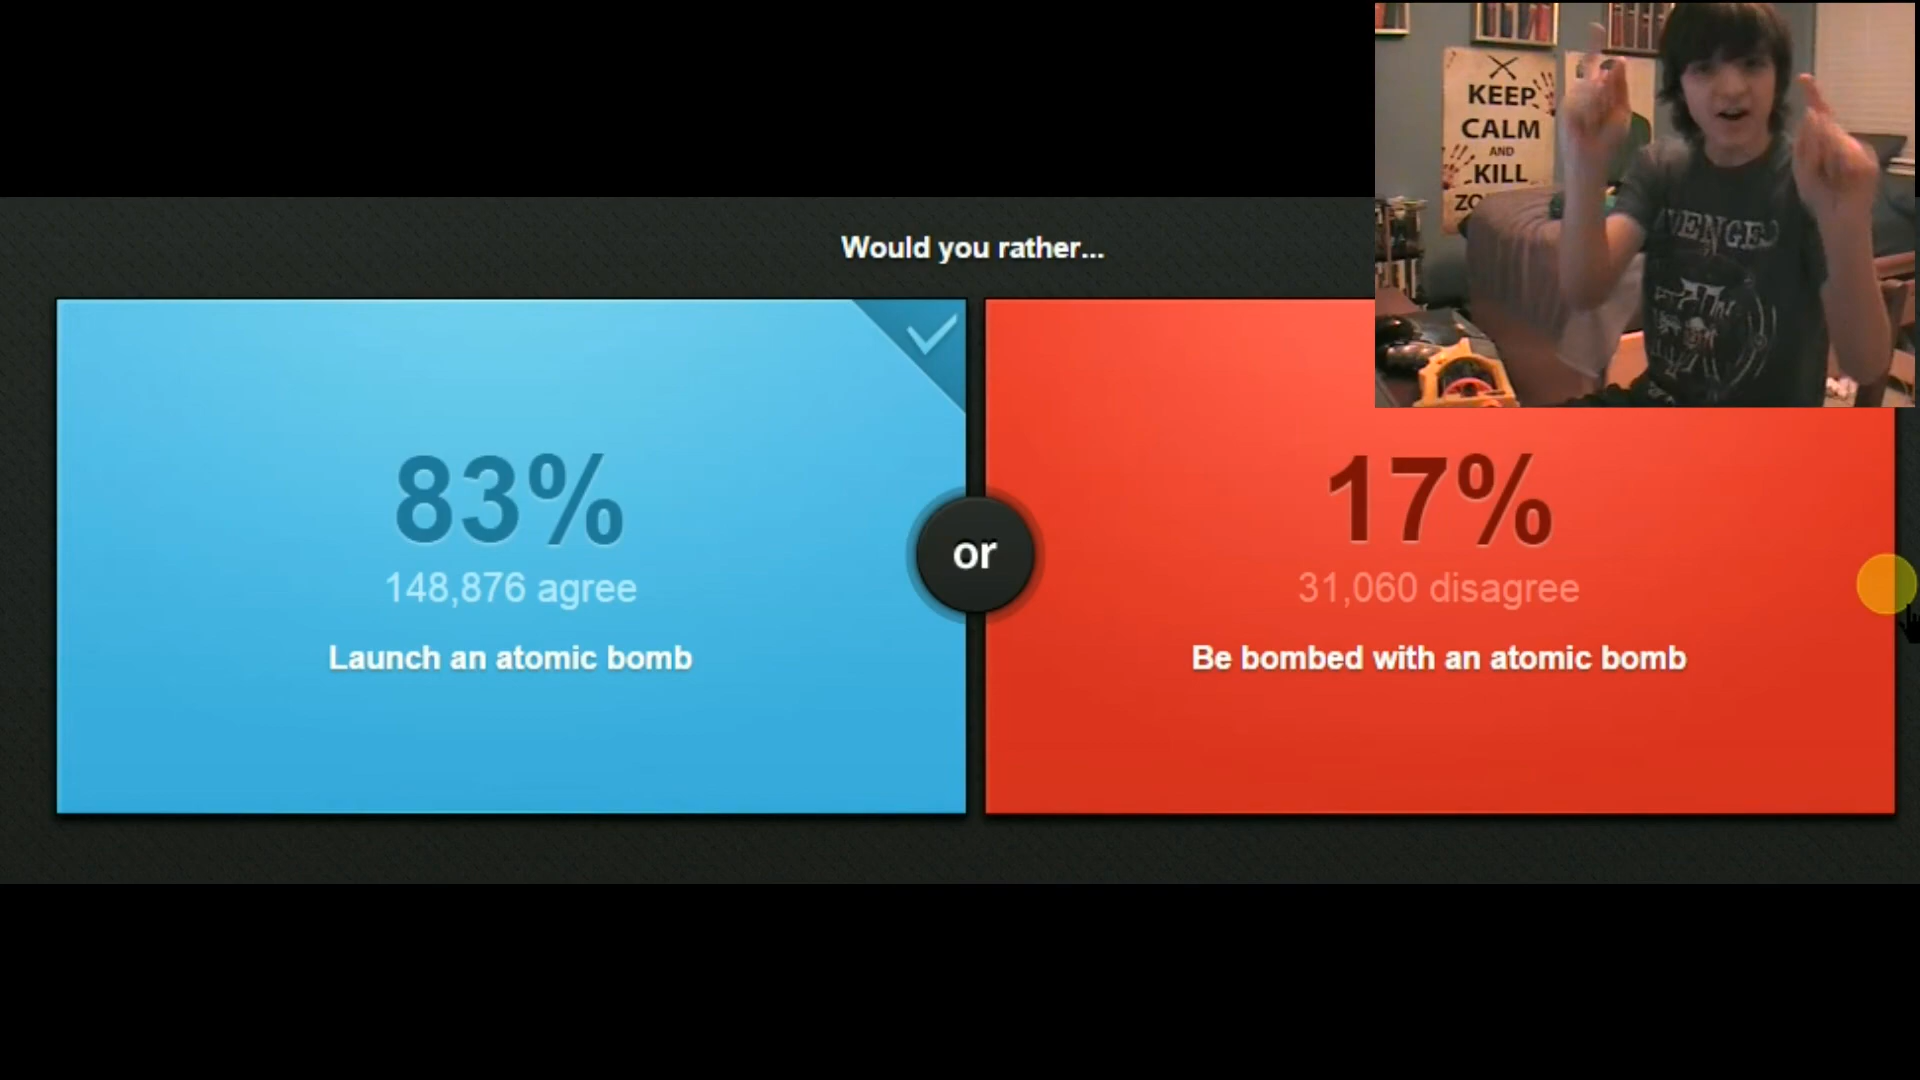 KEEP
CALM
AND
KILL
Would you rather...
83%
148,876 agree
Launch an atomic bomb
or
17%
31,060 disagree
Be bombed with an atomic bomb